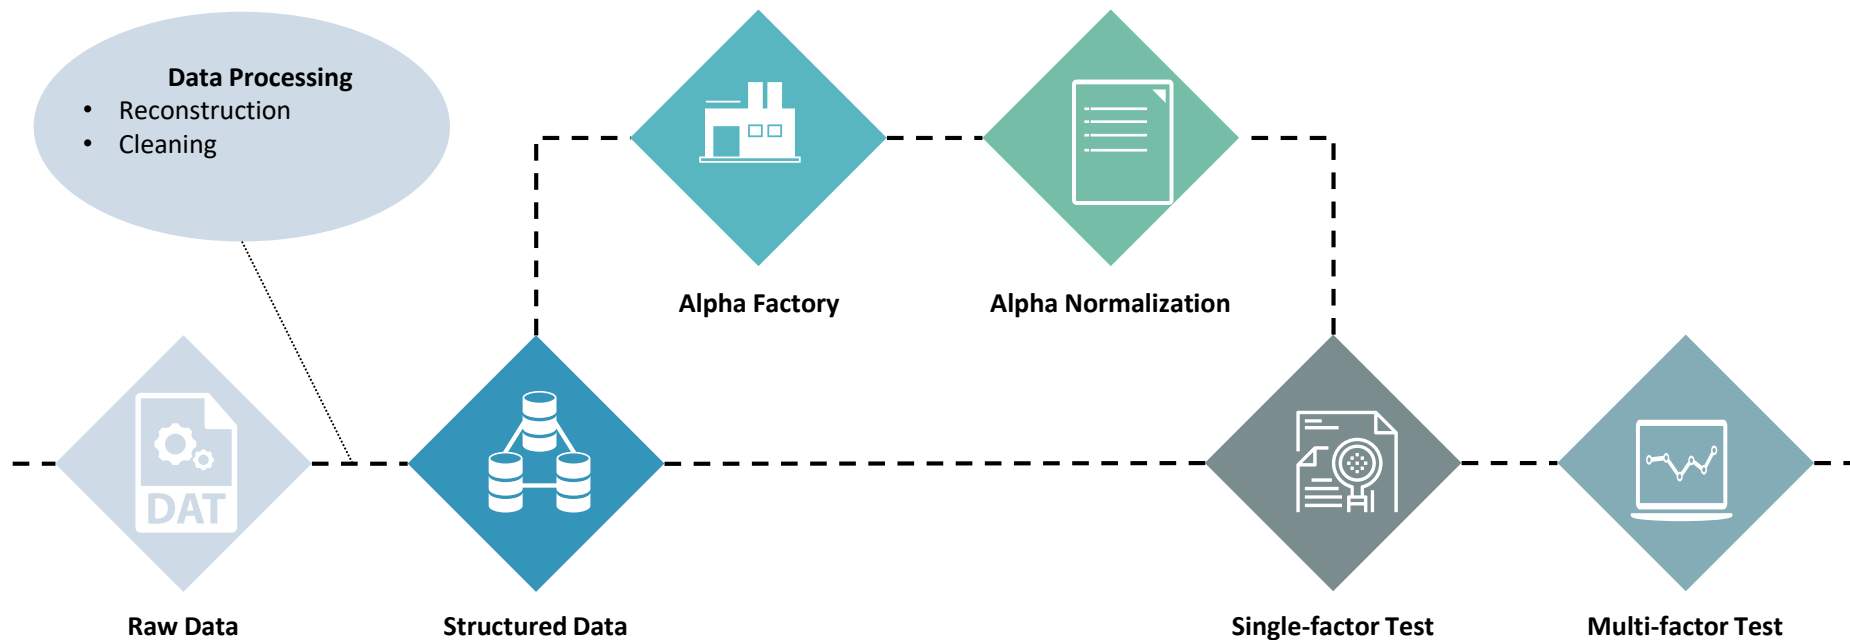 Data Processing
• Reconstruction
• Cleaning
Alpha Factory
Alpha Normalization
DAT
Raw Data
Structured Data
Single-factor Test
Multi-factor Test